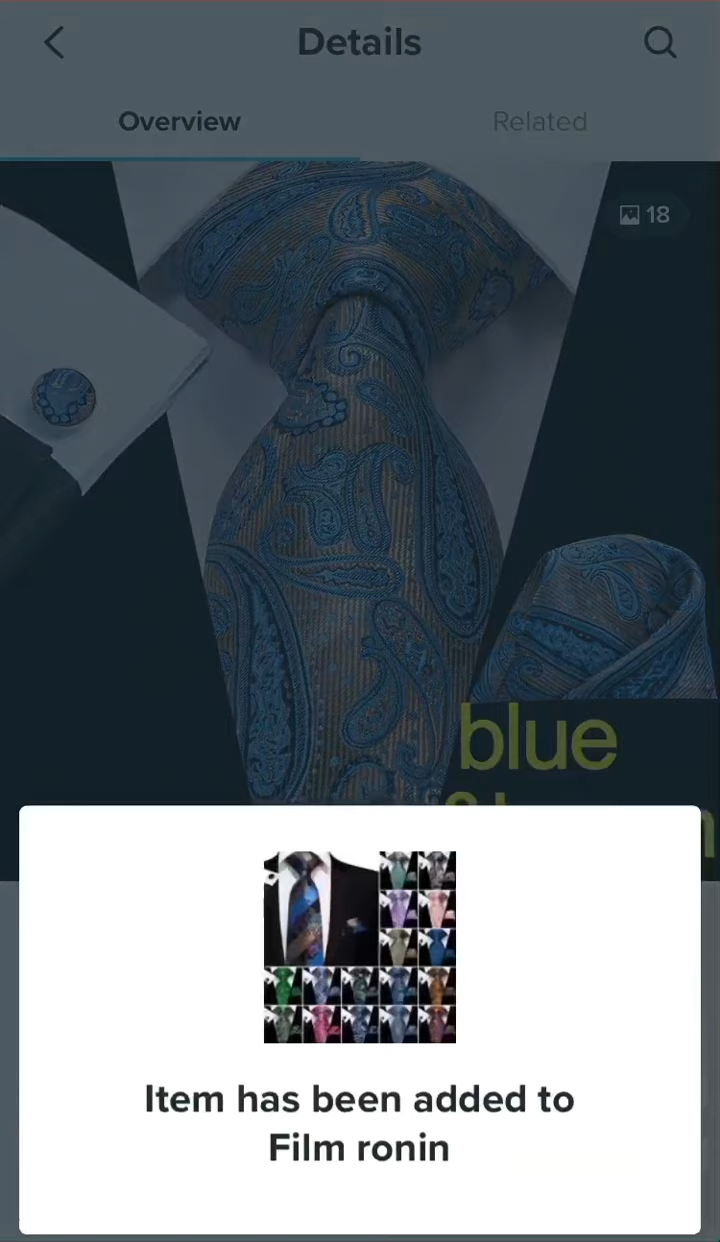 Details
Overview
Related
18
blue
Item has been added to
Film ronin